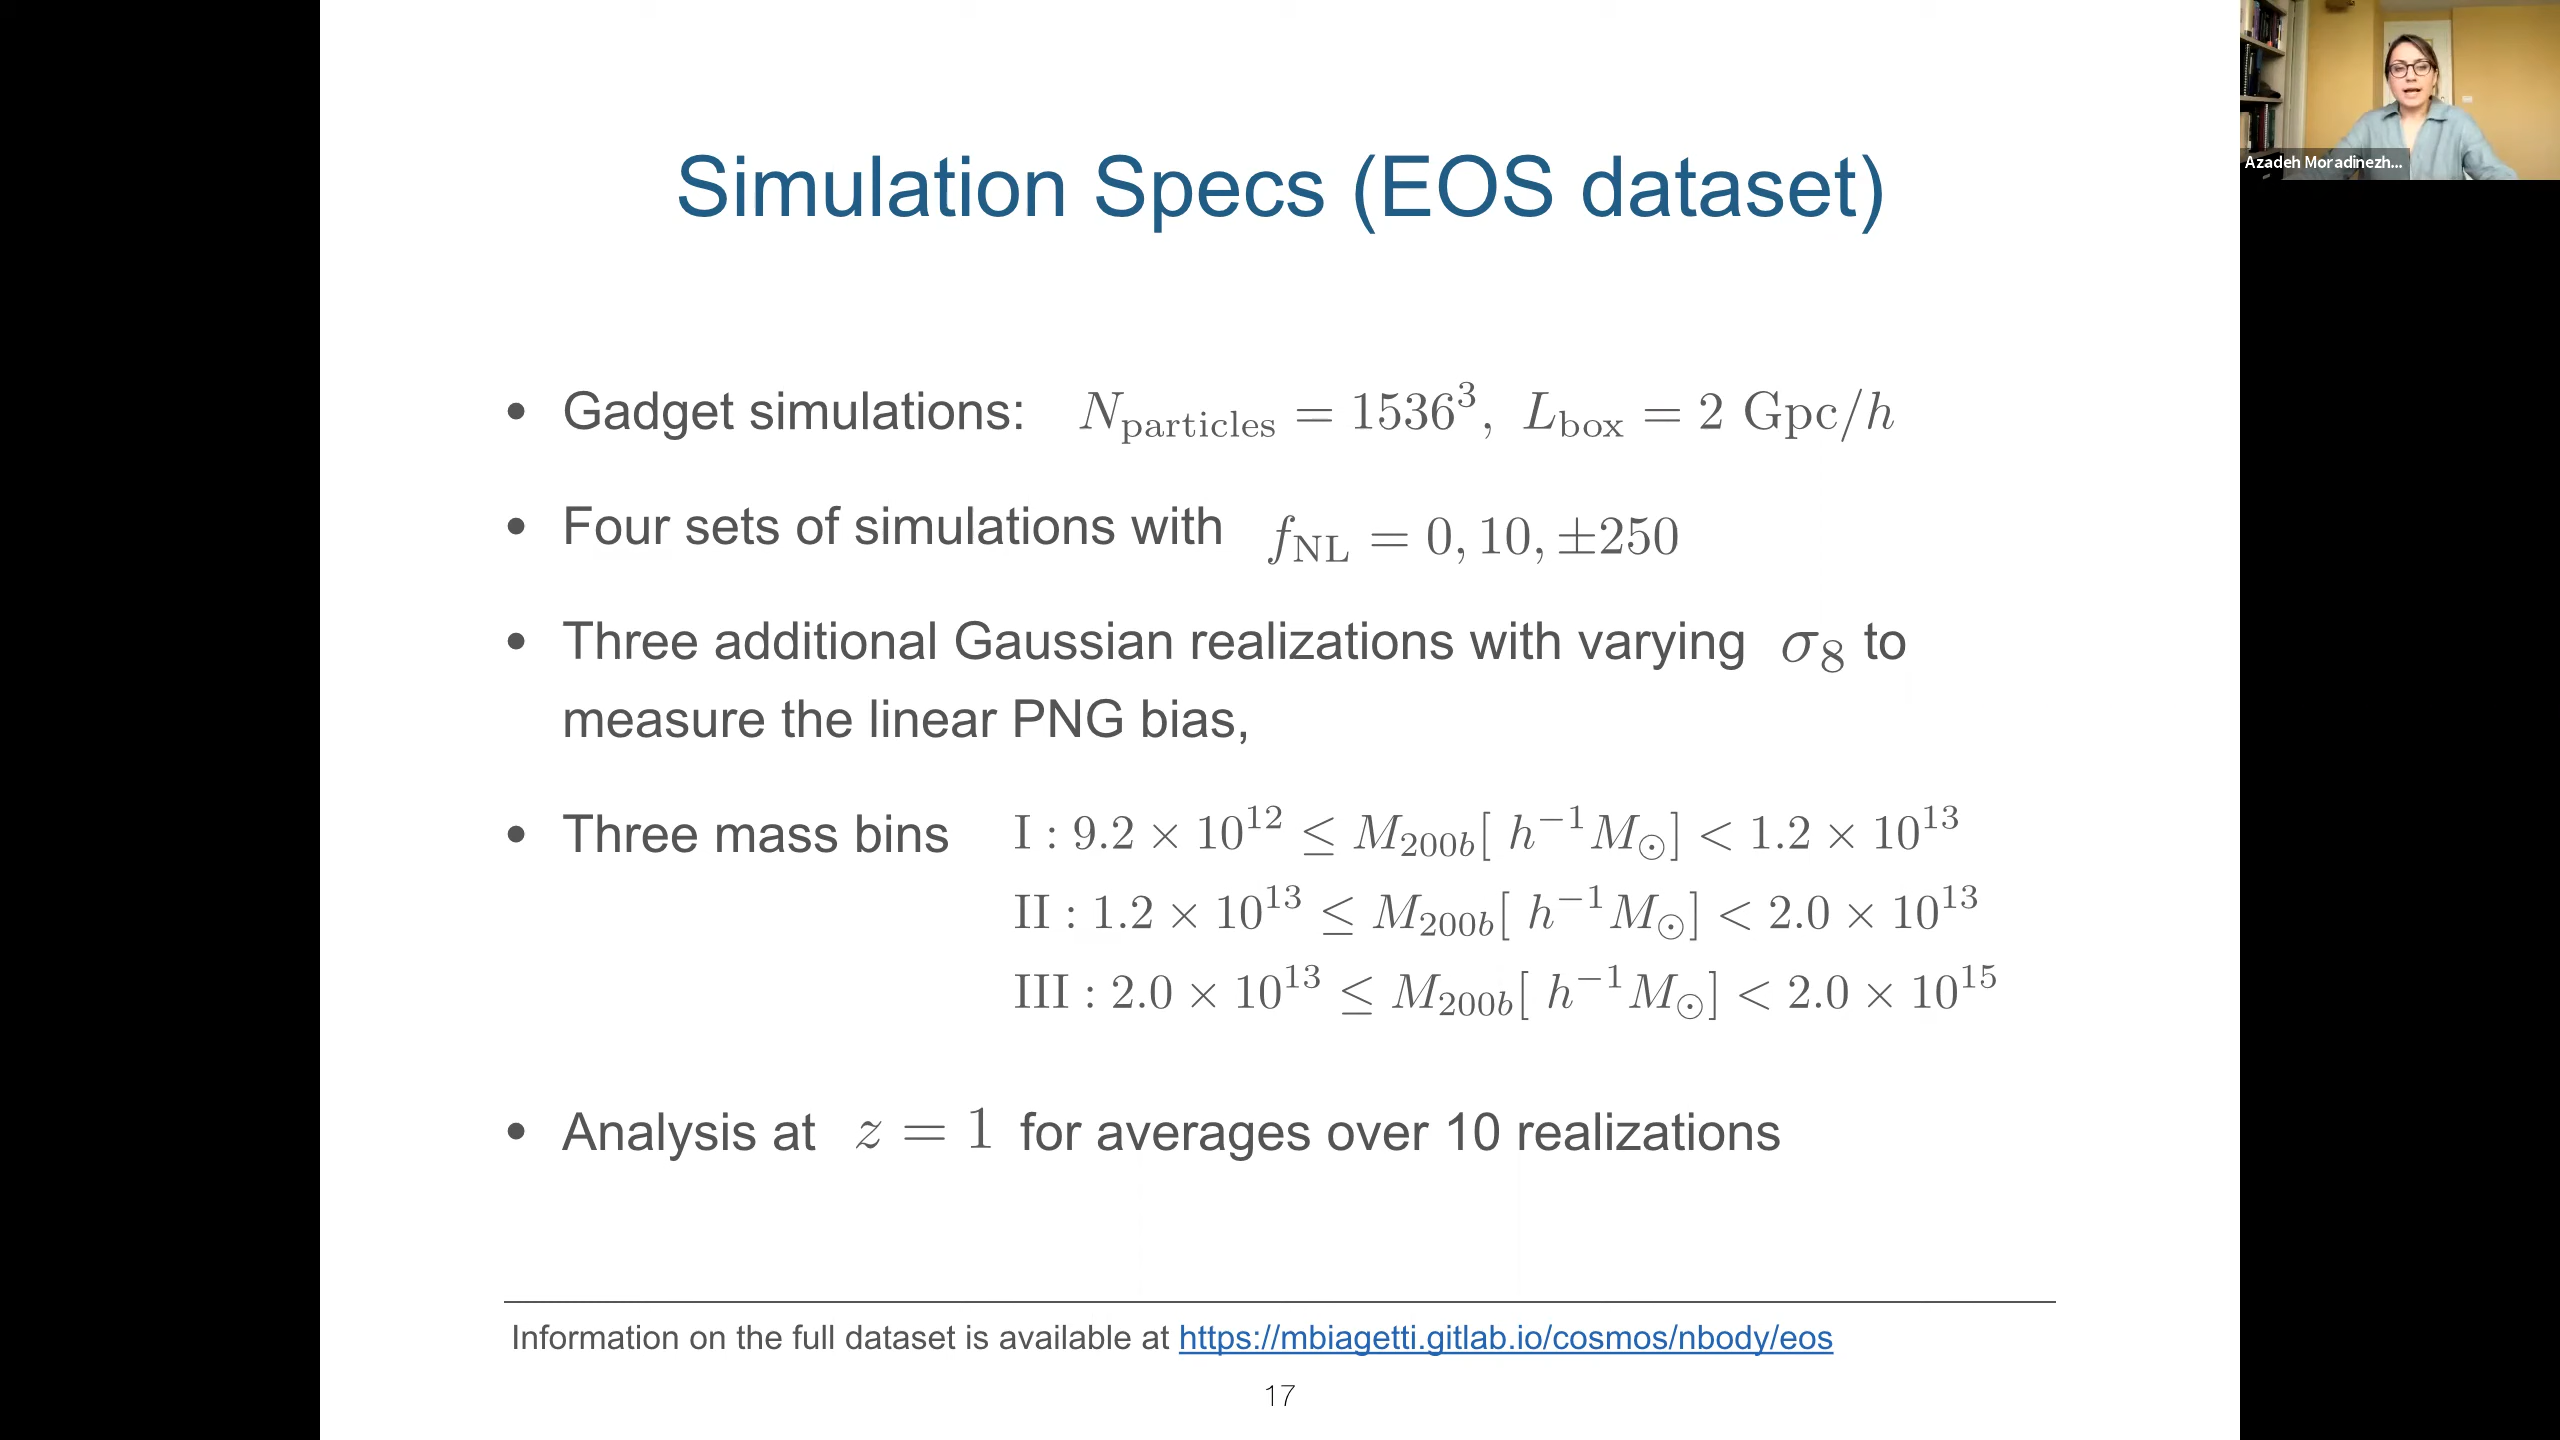 Azadeh Moradinezh...
Simulation Specs (EOS dataset)
• Gadget simulations: N_particles = 1536³, L_box = 2 Gpc/h
• Four sets of simulations with f_NL = 0, 10, ±250
• Three additional Gaussian realizations with varying σ₈ to
measure the linear PNG bias,
• Three mass bins I : 9.2 × 10¹² ≤ M_200b[ h⁻¹M_⊙] < 1.2 × 10¹³
II : 1.2 × 10¹³ ≤ M_200b[ h⁻¹M_⊙] < 2.0 × 10¹³
III : 2.0 × 10¹³ ≤ M_200b[ h⁻¹M_⊙] < 2.0 × 10¹⁵
• Analysis at z = 1 for averages over 10 realizations
Information on the full dataset is available at https://mbiagetti.gitlab.io/cosmos/nbody/eos
17